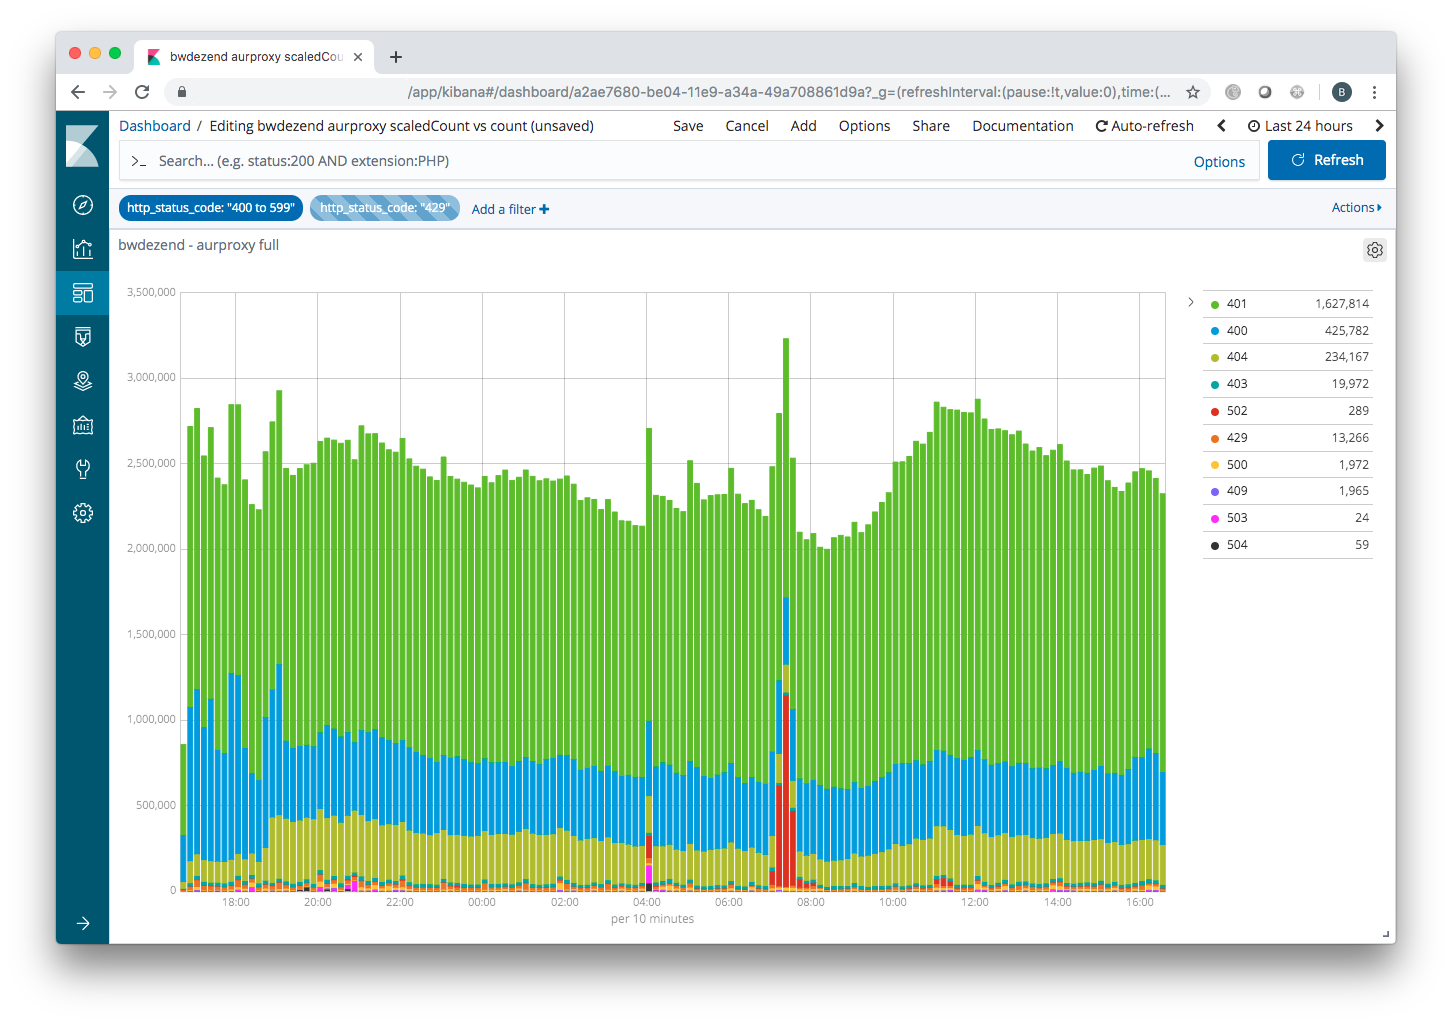 bwdezend aurproxy scaledCou
/app/kibana#/dashboard/a2ae7680-be04-11e9-a34a-49a708861d9a?_g=(refreshInterval:(pause:!t,value:0),time:(...
B
Dashboard / Editing bwdezend aurproxy scaledCount vs count (unsaved) Save Cancel Add Options Share Documentation Auto-refresh Last 24 hours
>_ Search... (e.g. status:200 AND extension:PHP) Options Refresh
http_status_code: "400 to 599" http_status_code: "429" Add a filter + Actions
bwdezend - aurproxy full
3,500,000
3,000,000
2,500,000
2,000,000
1,500,000
1,000,000
500,000
0
18:00 20:00 22:00 00:00 02:00 04:00 06:00 08:00 10:00 12:00 14:00 16:00
per 10 minutes
401 1,627,814
400 425,782
404 234,167
403 19,972
502 289
429 13,266
500 1,972
409 1,965
503 24
504 59